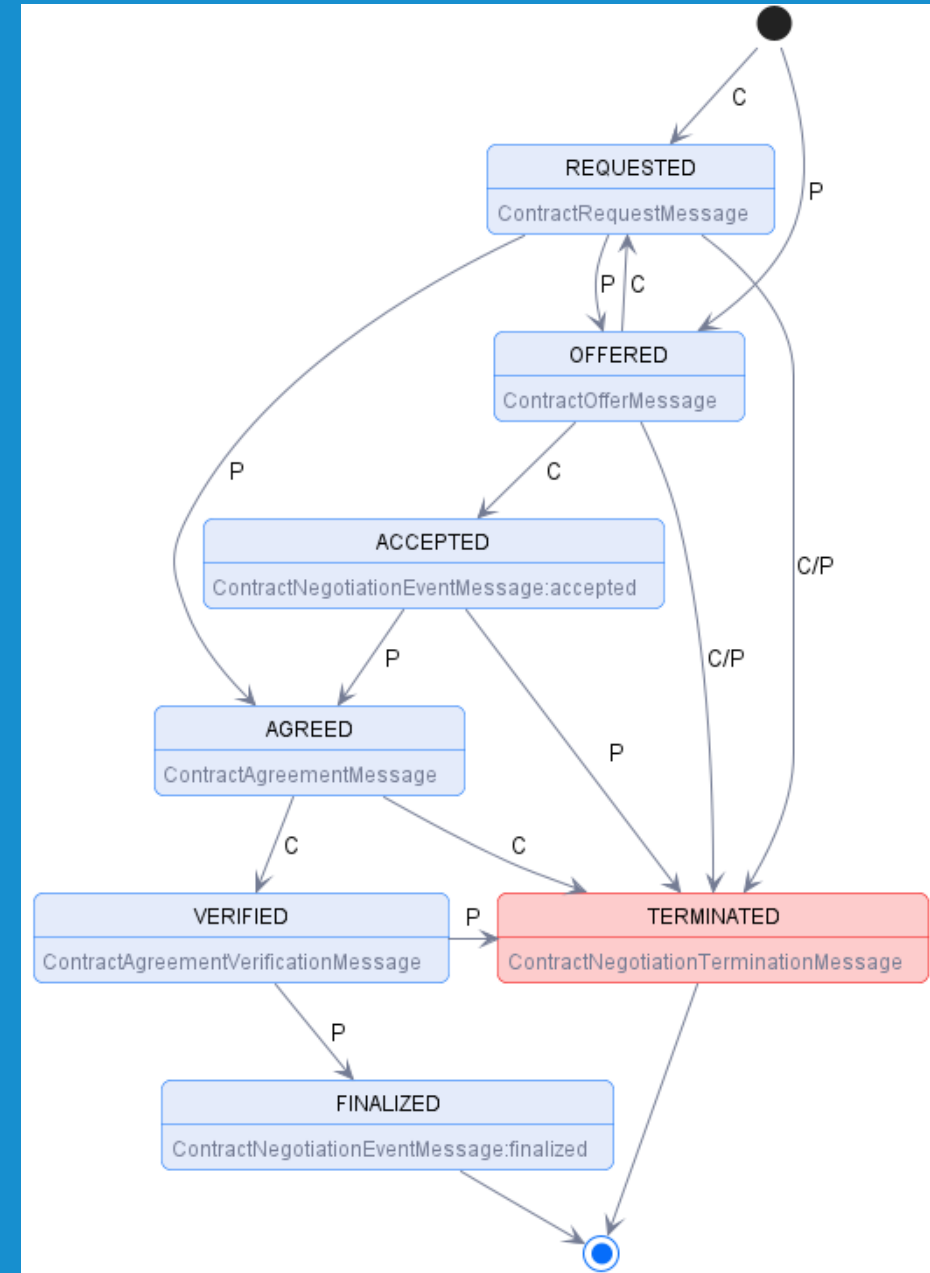 C
REQUESTED
P
ContractRequestMessage
P
C
OFFERED
ContractOfferMessage
P
C
ACCEPTED
C/P
ContractNegotiationEventMessage:accepted
P
C/P
AGREED
P
ContractAgreementMessage
C
C
VERIFIED
P
TERMINATED
ContractAgreementVerificationMessage
ContractNegotiationTerminationMessage
P
FINALIZED
ContractNegotiationEventMessage:finalized